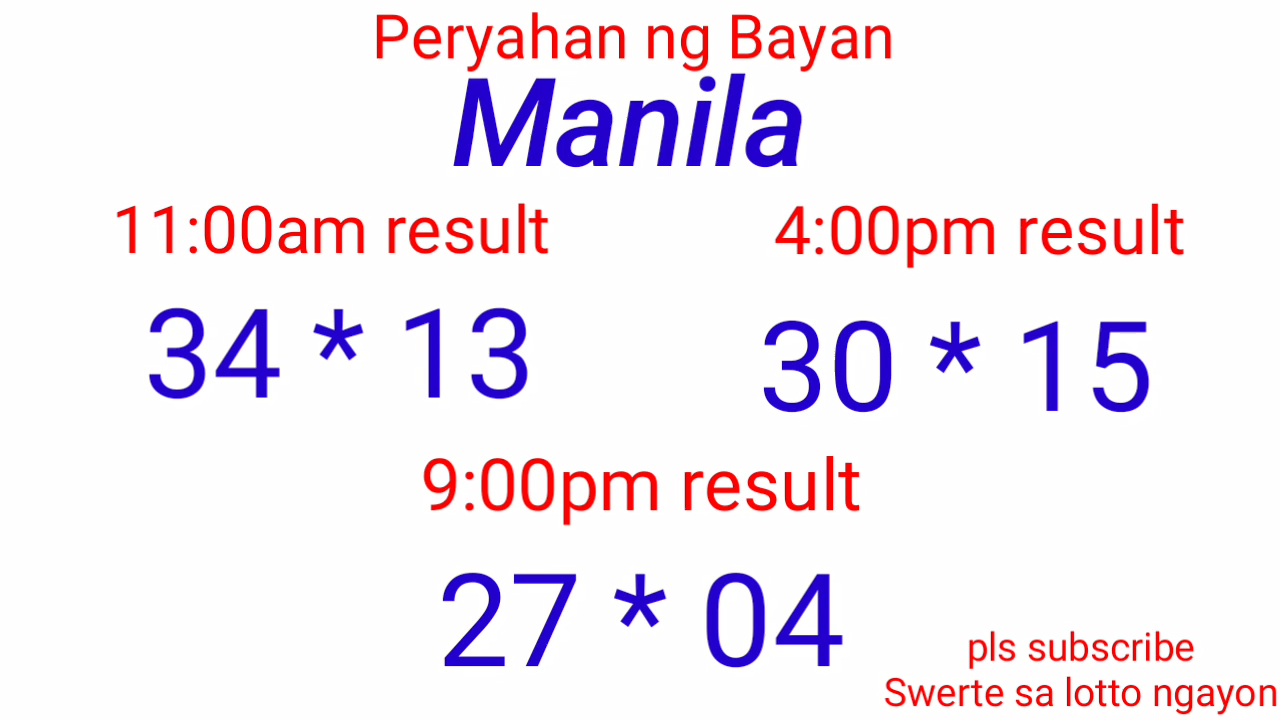 Peryahan ng Bayan
Manila
11:00am result
4:00pm result
34 * 13
30 * 15
9:00pm result
27 * 04
pls subscribe
Swerte sa lotto ngayon